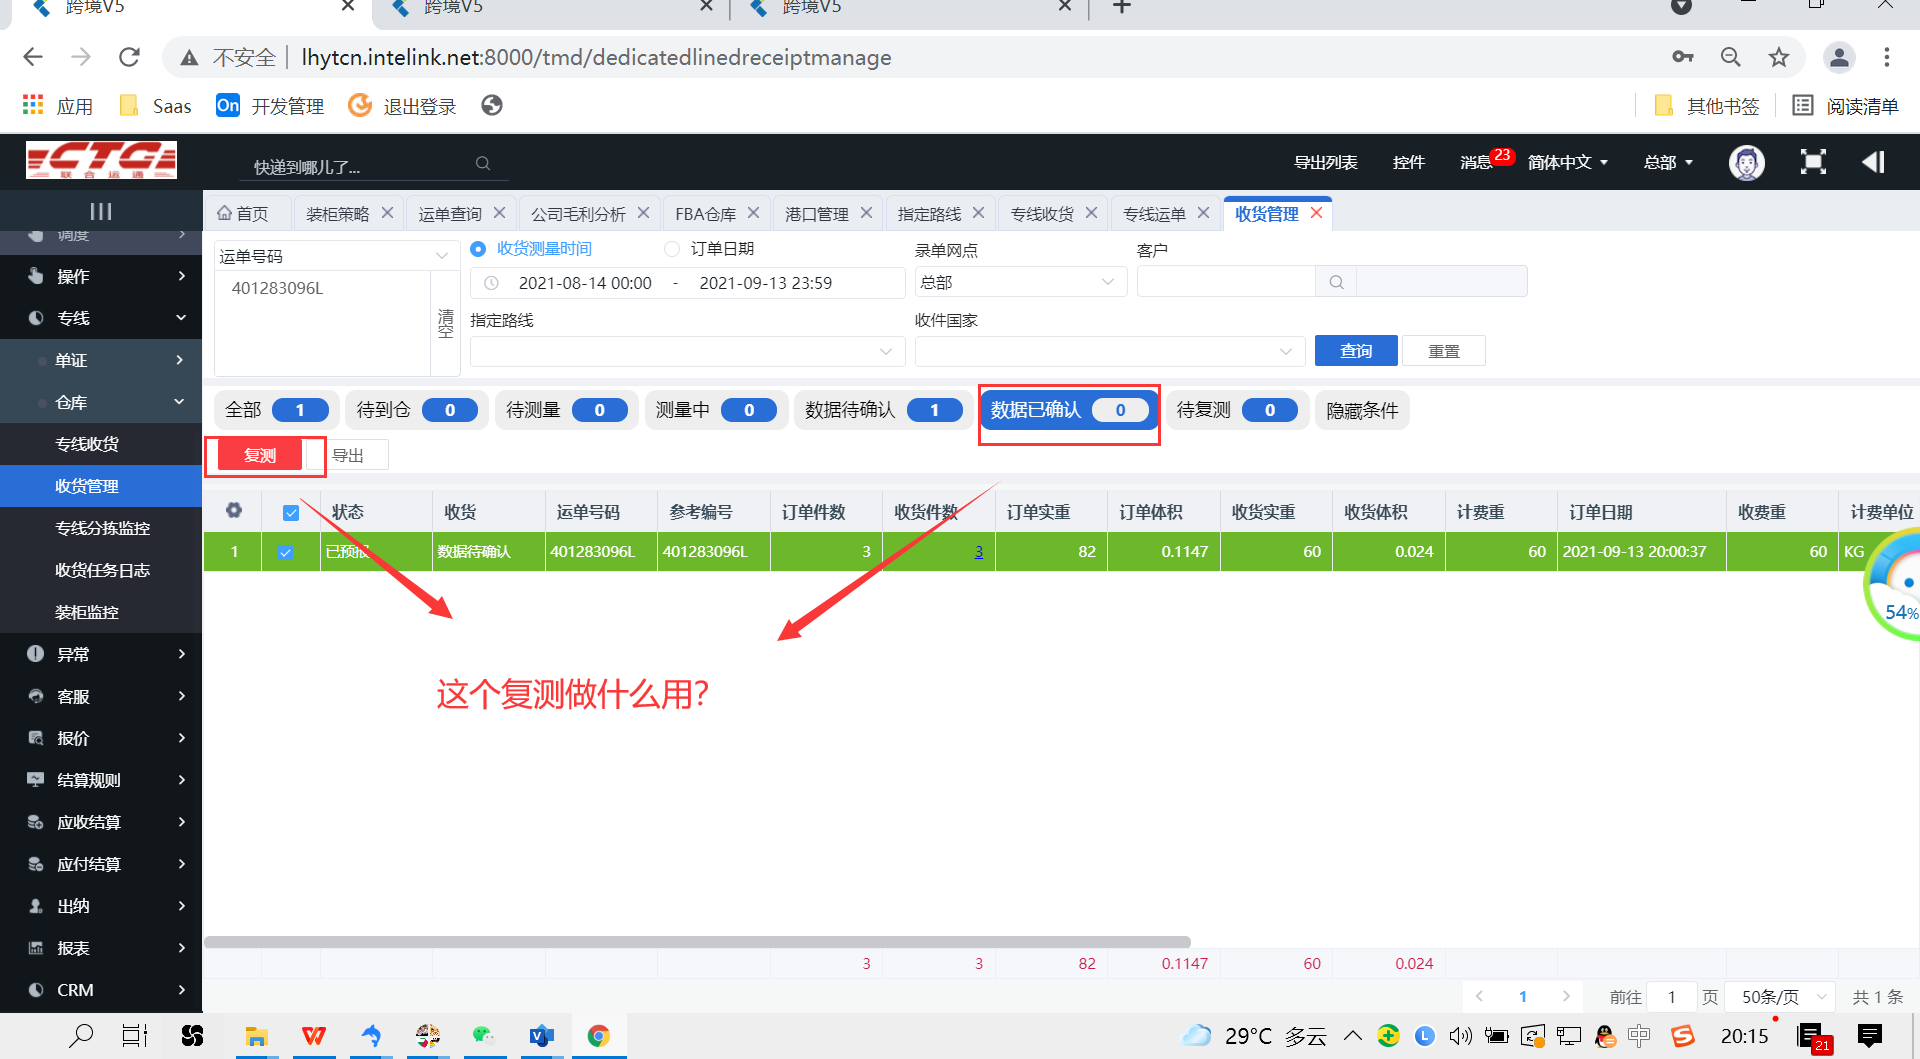 跨境V5
跨境V5
跨境V5
不安全 | lhytcn.intelink.net:8000/tmd/dedicatedlinedreceiptmanage
应用
Saas
On 开发管理
退出登录
其他书签
阅读清单
CTG
联合运通
快递到哪儿了...
导出列表
控件
消息 23
简体中文
总部
首页
装柜策略
运单查询
公司毛利分析
FBA仓库
港口管理
指定路线
专线收货
专线运单
收货管理
调度
操作
专线
单证
仓库
专线收货
收货管理
专线分拣监控
收货任务日志
装柜监控
异常
客服
报价
结算规则
应收结算
应付结算
出纳
报表
CRM
运单号码
401283096L
清空
收货测量时间
订单日期
2021-08-14 00:00 - 2021-09-13 23:59
录单网点
总部
客户
指定路线
收件国家
查询
重置
全部 1
待到仓 0
待测量 0
测量中 0
数据待确认 1
数据已确认 0
待复测 0
隐藏条件
复测
导出
状态 收货 运单号码 参考编号 订单件数 收货件数 订单实重 订单体积 收货实重 收货体积 计费重 订单日期 收费重 计费单位
1 已预报 数据待确认 401283096L 401283096L 3 3 82 0.1147 60 0.024 60 2021-09-13 20:00:37 60 KG
54%
这个复测做什么用?
3 3 82 0.1147 60 0.024
1
前往 1 页
50条/页
共 1 条
29°C 多云
中
20:15
21